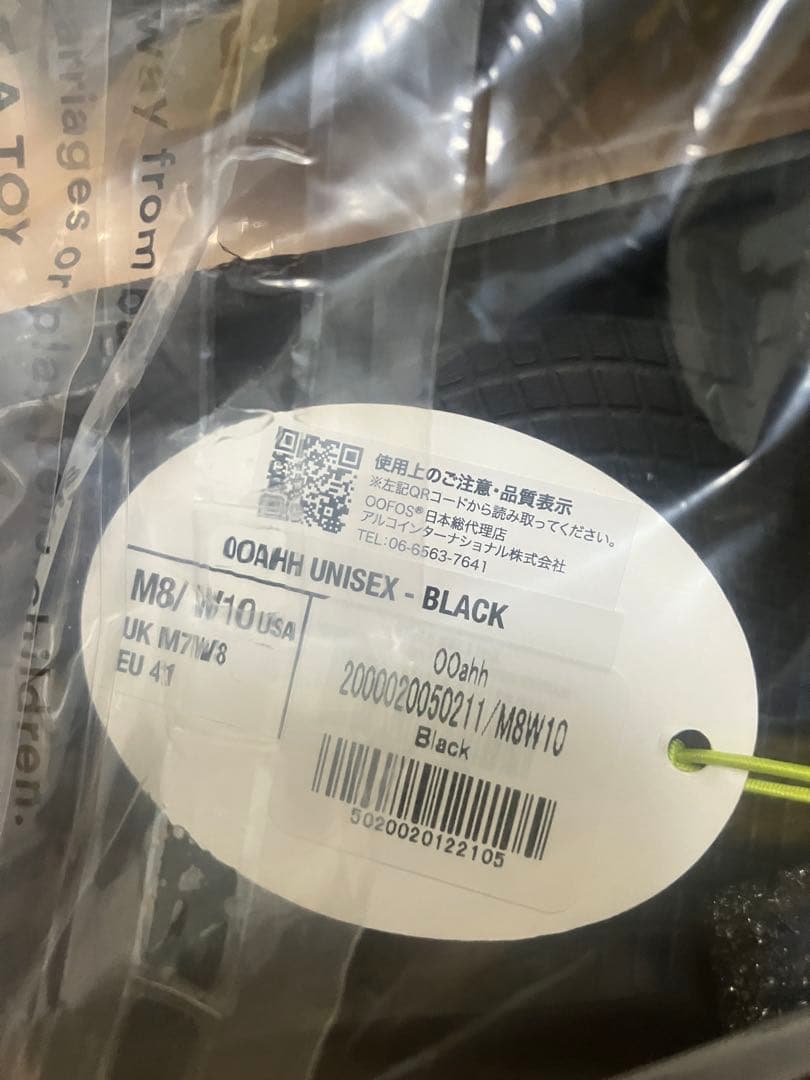 way from b
arriages or pla
children.
A TOY
使用上のご注意・品質表示
※左記QRコードから読み取ってください。
OOFOS® 日本総代理店
アルコインターナショナル株式会社
TEL:06-6563-7641
OOAHH UNISEX - BLACK
M8/ W10 USA
UK M7/W8
EU 41
OOahh
2000020050211/M8W10
Black
5020020122105